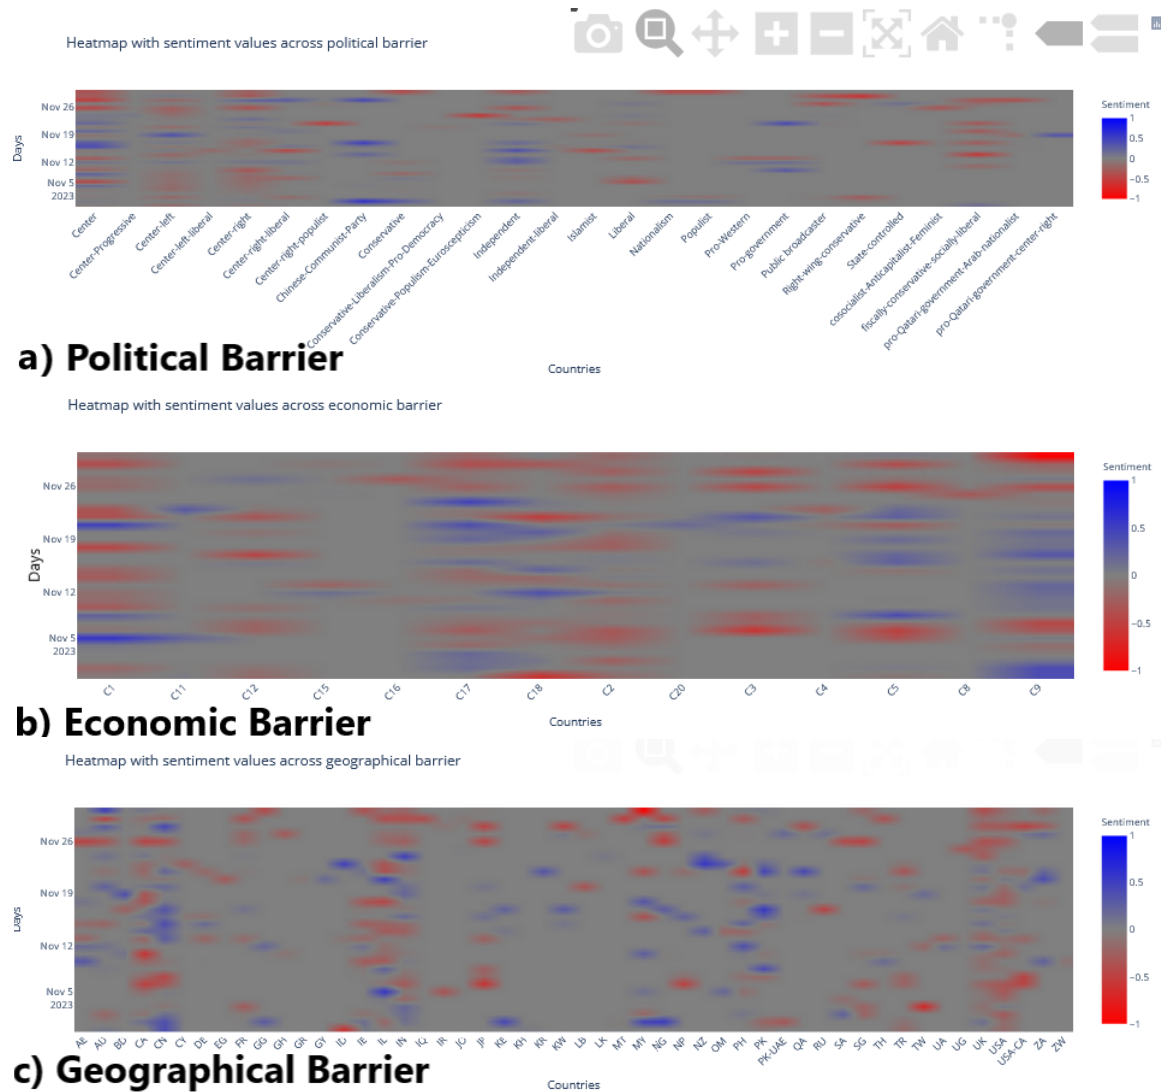 Heatmap with sentiment values across political barrier
Nov 26
Nov 19
Nov 12
Nov 5
2023
Days
Sentiment
1
0.5
0
−0.5
−1
Center
Center-Progressive
Center-left
Center-left-liberal
Center-right
Center-right-liberal
Center-right-populist
Chinese-Communist-Party
Conservative
Conservative-Liberalism-Pro-Democracy
Conservative-Populism-Euroscepticism
Independent
Independent-liberal
Islamist
Liberal
Nationalism
Populist
Pro-Western
Pro-government
Public broadcaster
Right-wing-conservative
State-controlled
cosocialist-Anticapitalist-Feminist
fiscally-conservative-socially-liberal
pro-Qatari-government-Arab-nationalist
pro-Qatari-government-center-right
a) Political Barrier
Countries
Heatmap with sentiment values across economic barrier
Nov 26
Nov 19
Nov 12
Nov 5
2023
Days
Sentiment
1
0.5
0
−0.5
−1
C1
C11
C12
C15
C16
C17
C18
C2
C20
C3
C4
C5
C8
C9
b) Economic Barrier
Countries
Heatmap with sentiment values across geographical barrier
Nov 26
Nov 19
Nov 12
Nov 5
2023
Days
Sentiment
1
0.5
0
−0.5
−1
AE
AU
BD
CA
CN
CY
DE
EG
FR
GG
GH
GR
GY
ID
IE
IL
IN
IQ
IR
JO
JP
KE
KH
KR
KW
Lb
LK
MT
MY
NG
NP
NZ
OM
PH
PK
PK-UAE
QA
RU
SA
SG
TH
TR
TW
UA
UG
UK
USA
USA-CA
ZA
ZW
c) Geographical Barrier
Countries